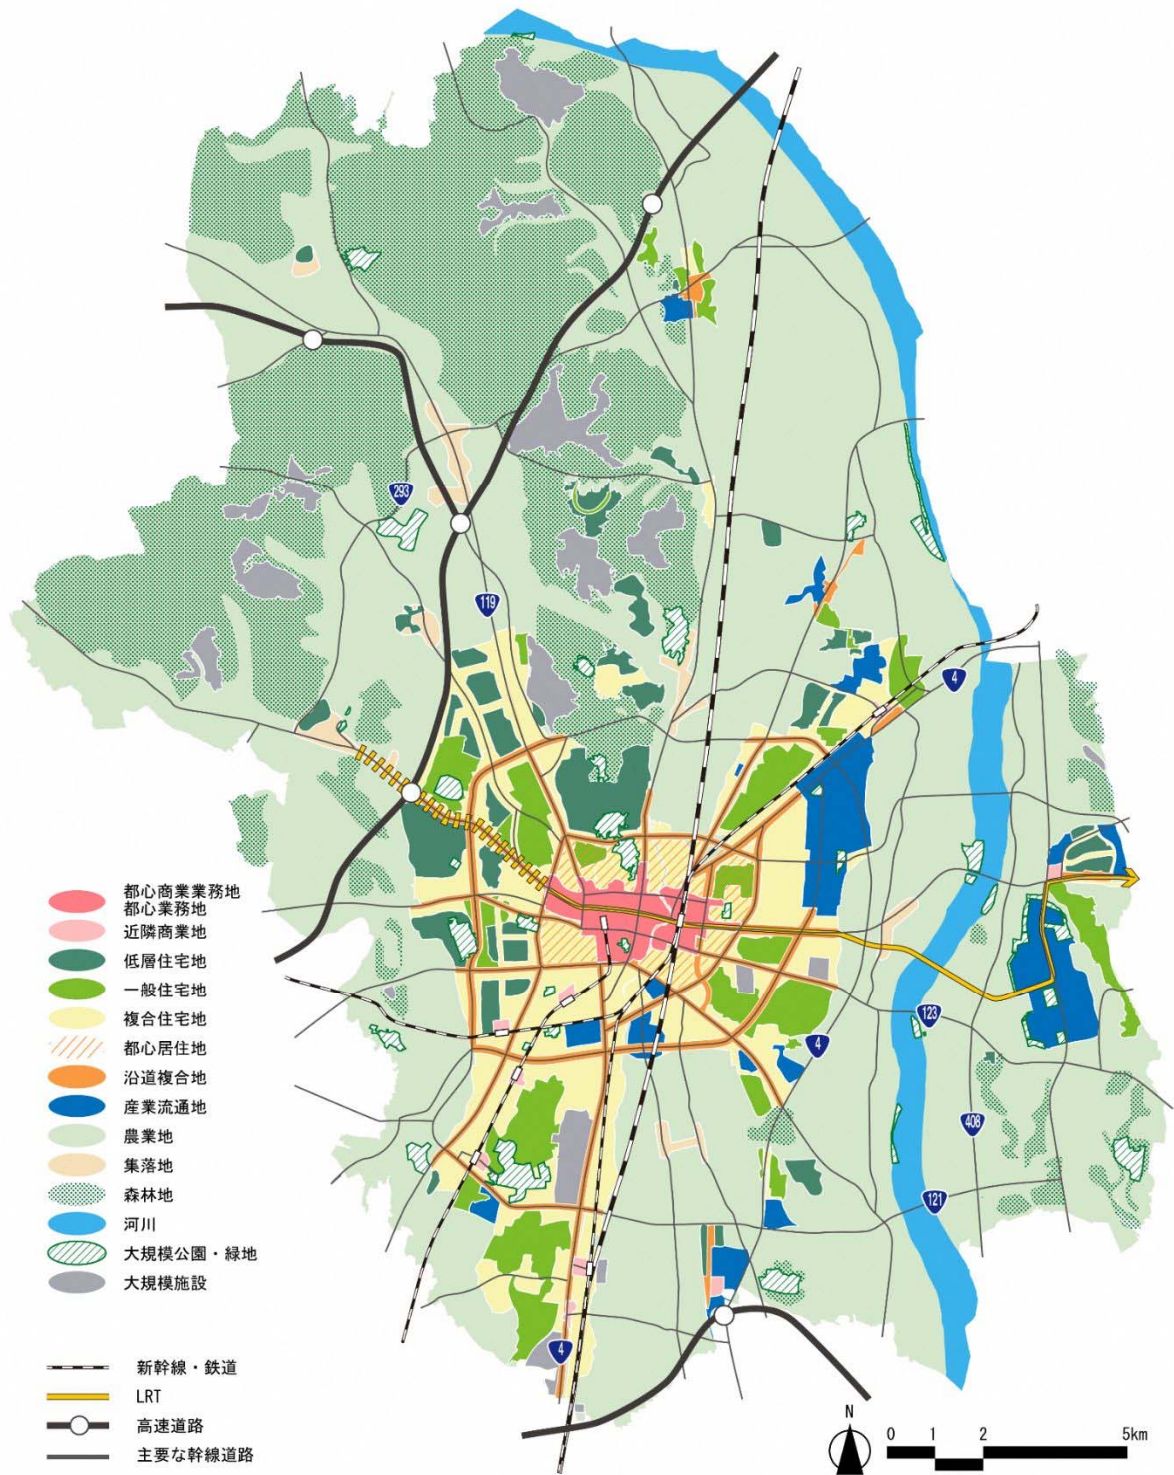 293
119
4
都心商業業務地
都心業務地
近隣商業地
低層住宅地
一般住宅地
複合住宅地
都心居住地
沿道複合地
産業流通地
農業地
集落地
森林地
河川
大規模公園・緑地
大規模施設
123
4
408
121
4
新幹線・鉄道
LRT
高速道路
主要な幹線道路
N
0 1 2 5km